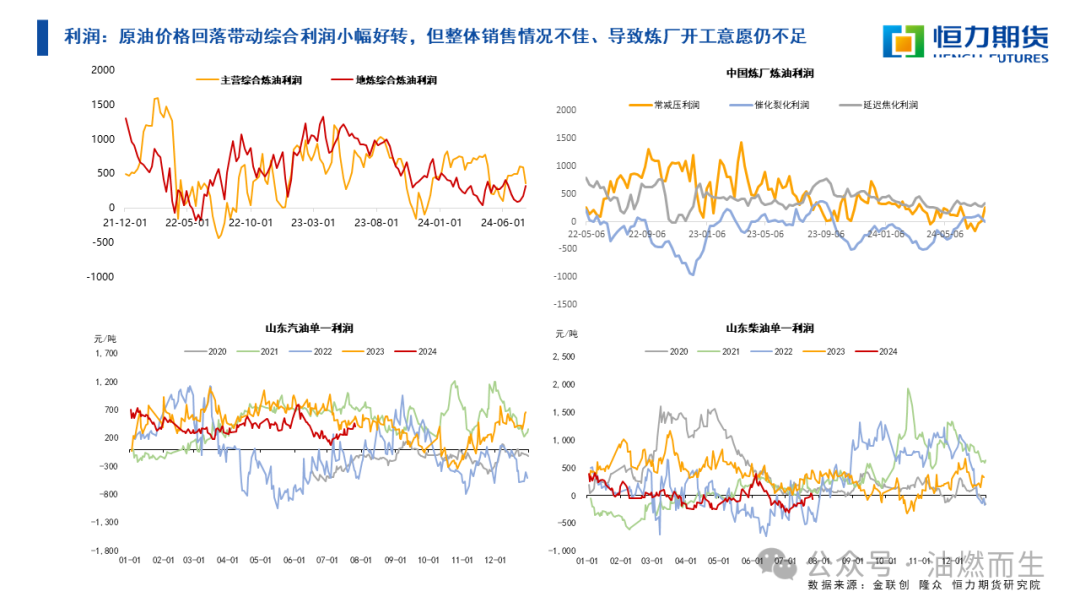 利润：原油价格回落带动综合利润小幅好转，但整体销售情况不佳、导致炼厂开工意愿仍不足
恒力期货
HENGLI FUTURES
主营综合炼油利润 地炼综合炼油利润
2000
1500
1000
500
0
-500
-1000
21-12-01 22-05-01 22-10-01 23-03-01 23-08-01 24-01-01 24-06-01
中国炼厂炼油利润
常减压利润 催化裂化利润 延迟焦化利润
2000
1500
1000
500
0
-500
-1000
-1500
22-05-06 22-09-06 23-01-06 23-05-06 23-09-06 24-01-06 24-05-06
山东汽油单一利润
元/吨
2020 2021 2022 2023 2024
1,700
1,200
700
200
-300
-800
-1,300
-1,800
01-01 02-01 03-01 04-01 05-01 06-01 07-01 08-01 09-01 10-01 11-01 12-01
山东柴油单一利润
元/吨
2020 2021 2022 2023 2024
2,500
2,000
1,500
1,000
500
0
-500
-1,000
01-01 02-01 03-01 04-01 05-01 06-01 07-01 08-01 09-01 10-01 11-01 12-01
公众号 · 油燃而生
数据来源：金联创 隆众 恒力期货研究院